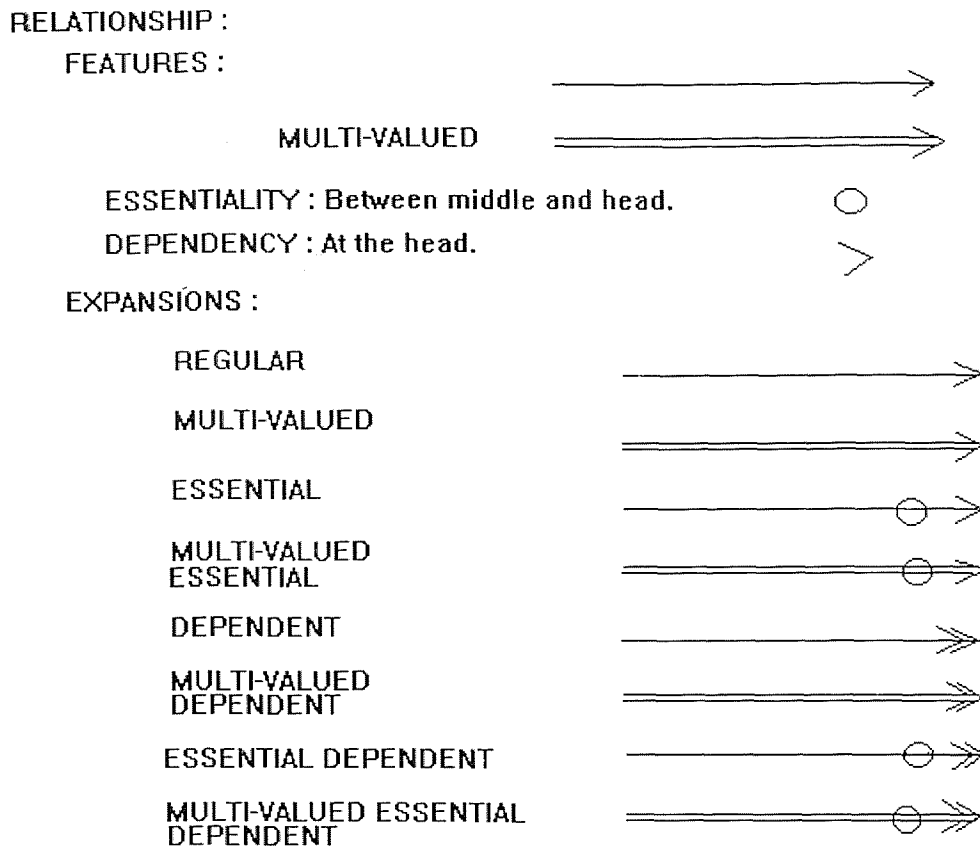 RELATIONSHIP :
FEATURES :
MULTI-VALUED
ESSENTIALITY : Between middle and head.
DEPENDENCY : At the head.
EXPANSIONS :
REGULAR
MULTI-VALUED
ESSENTIAL
MULTI-VALUED
ESSENTIAL
DEPENDENT
MULTI-VALUED
DEPENDENT
ESSENTIAL DEPENDENT
MULTI-VALUED ESSENTIAL
DEPENDENT